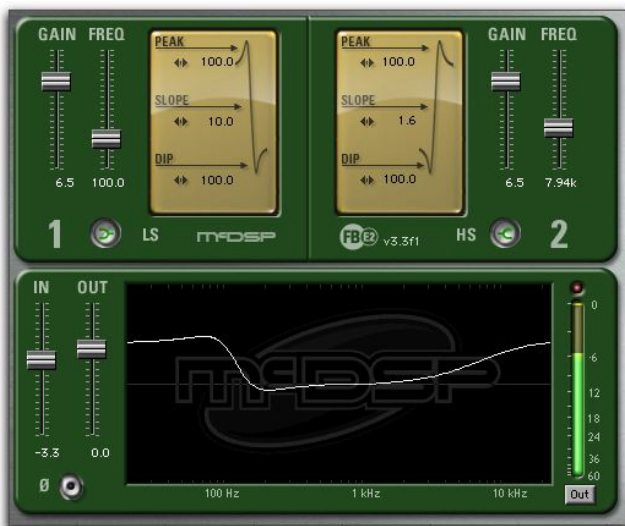 GAIN FREQ
PEAK
100.0
SLOPE
10.0
DIP
100.0
6.5 100.0
1 LS McDSP
PEAK
100.0
SLOPE
1.6
DIP
100.0
GAIN FREQ
6.5 7.94k
FB E2 v3.3f1 HS 2
IN OUT
-3.3 0.0
Ø
McDSP
100 Hz 1 kHz 10 kHz
0
-6
12
18
24
36
60
Out